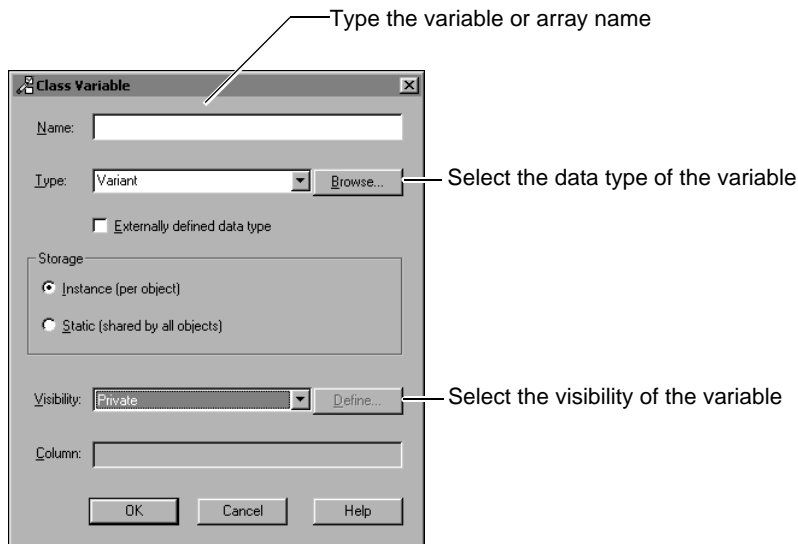 Type the variable or array name
Class Variable
Name:
Type: Variant Browse... Select the data type of the variable
Externally defined data type
Storage
Instance (per object)
Static (shared by all objects)
Visibility: Private Define... Select the visibility of the variable
Column:
OK Cancel Help